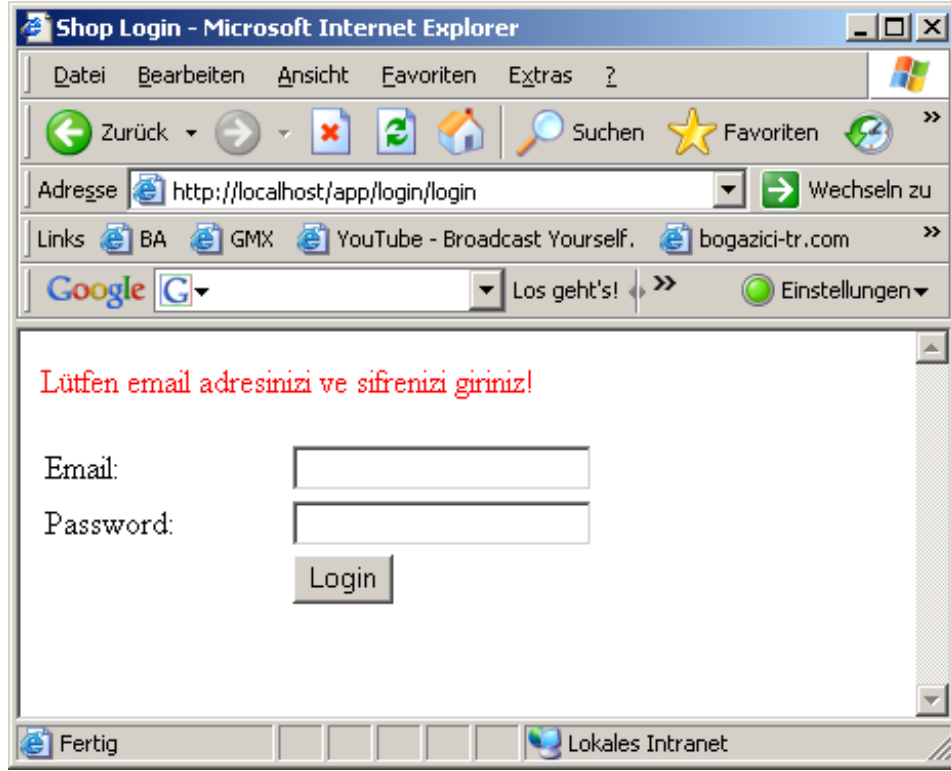 Shop Login - Microsoft Internet Explorer
Datei Bearbeiten Ansicht Favoriten Extras ?
Zurück Suchen Favoriten »
Adresse http://localhost/app/login/login Wechseln zu
Links BA GMX YouTube - Broadcast Yourself. bogazici-tr.com »
Google G Los geht's! » Einstellungen
Lütfen email adresinizi ve sifrenizi giriniz!
Email:
Password:
Login
Fertig Lokales Intranet